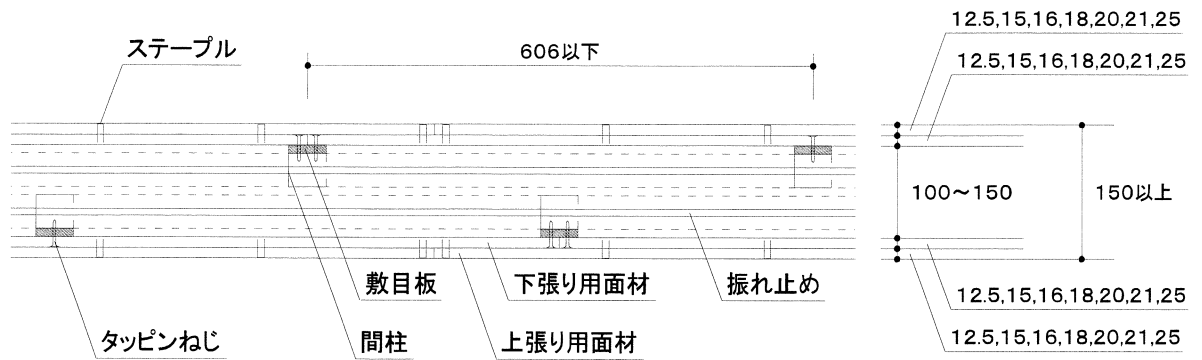 12.5,15,16,18,20,21,25
ステープル
606以下
12.5,15,16,18,20,21,25
100～150
150以上
敷目板
下張り用面材
振れ止め
12.5,15,16,18,20,21,25
タッピンねじ
間柱
上張り用面材
12.5,15,16,18,20,21,25